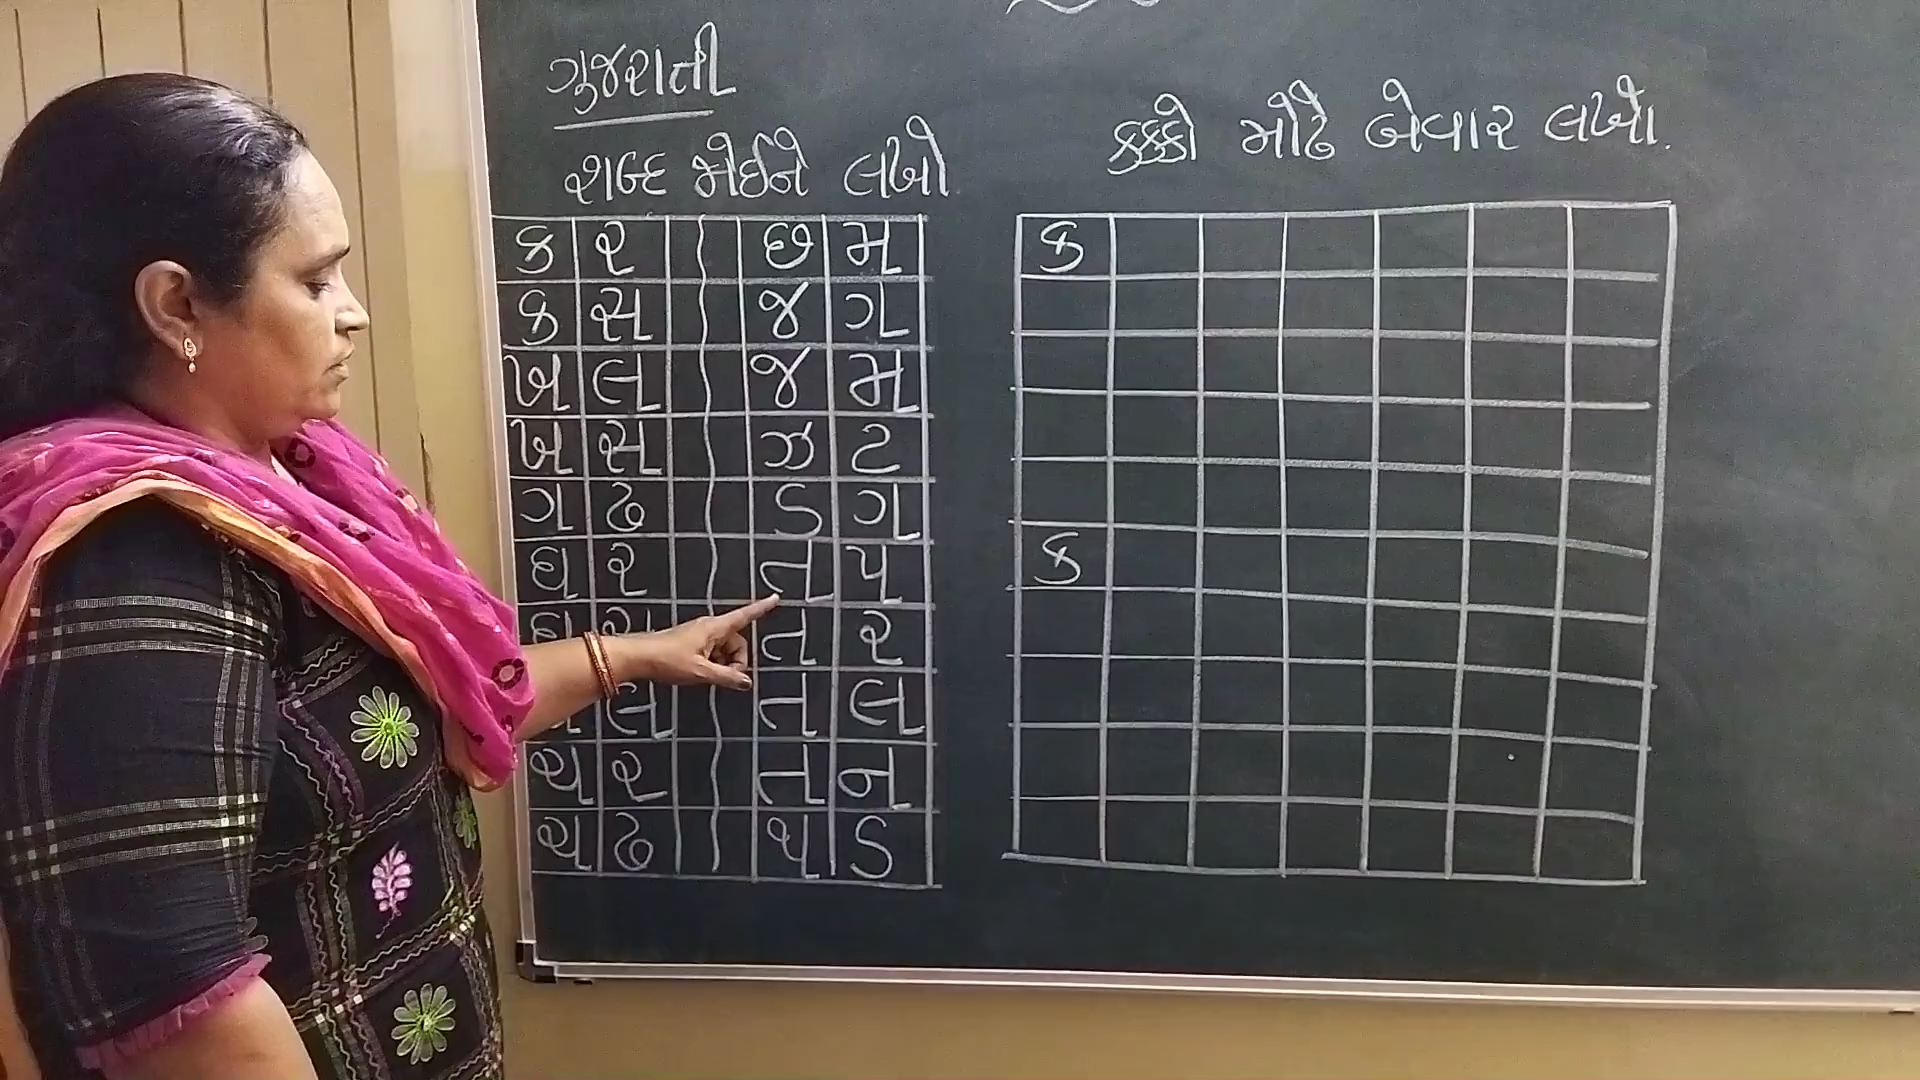 ગુજરાતી
શબ્દ જોઈને લખો
કક્કો મોઢે બેવાર લખો.
ક ર છ મ ક
ક સ જ ગ
ખ લ જ મ
ખ સ ઝ ટ
ગ ઢ ડ ગ
ઘ ર ત પ ક
ત ર
લ ત લ
ચ ર ત ન
ચ ઢ થ ડ